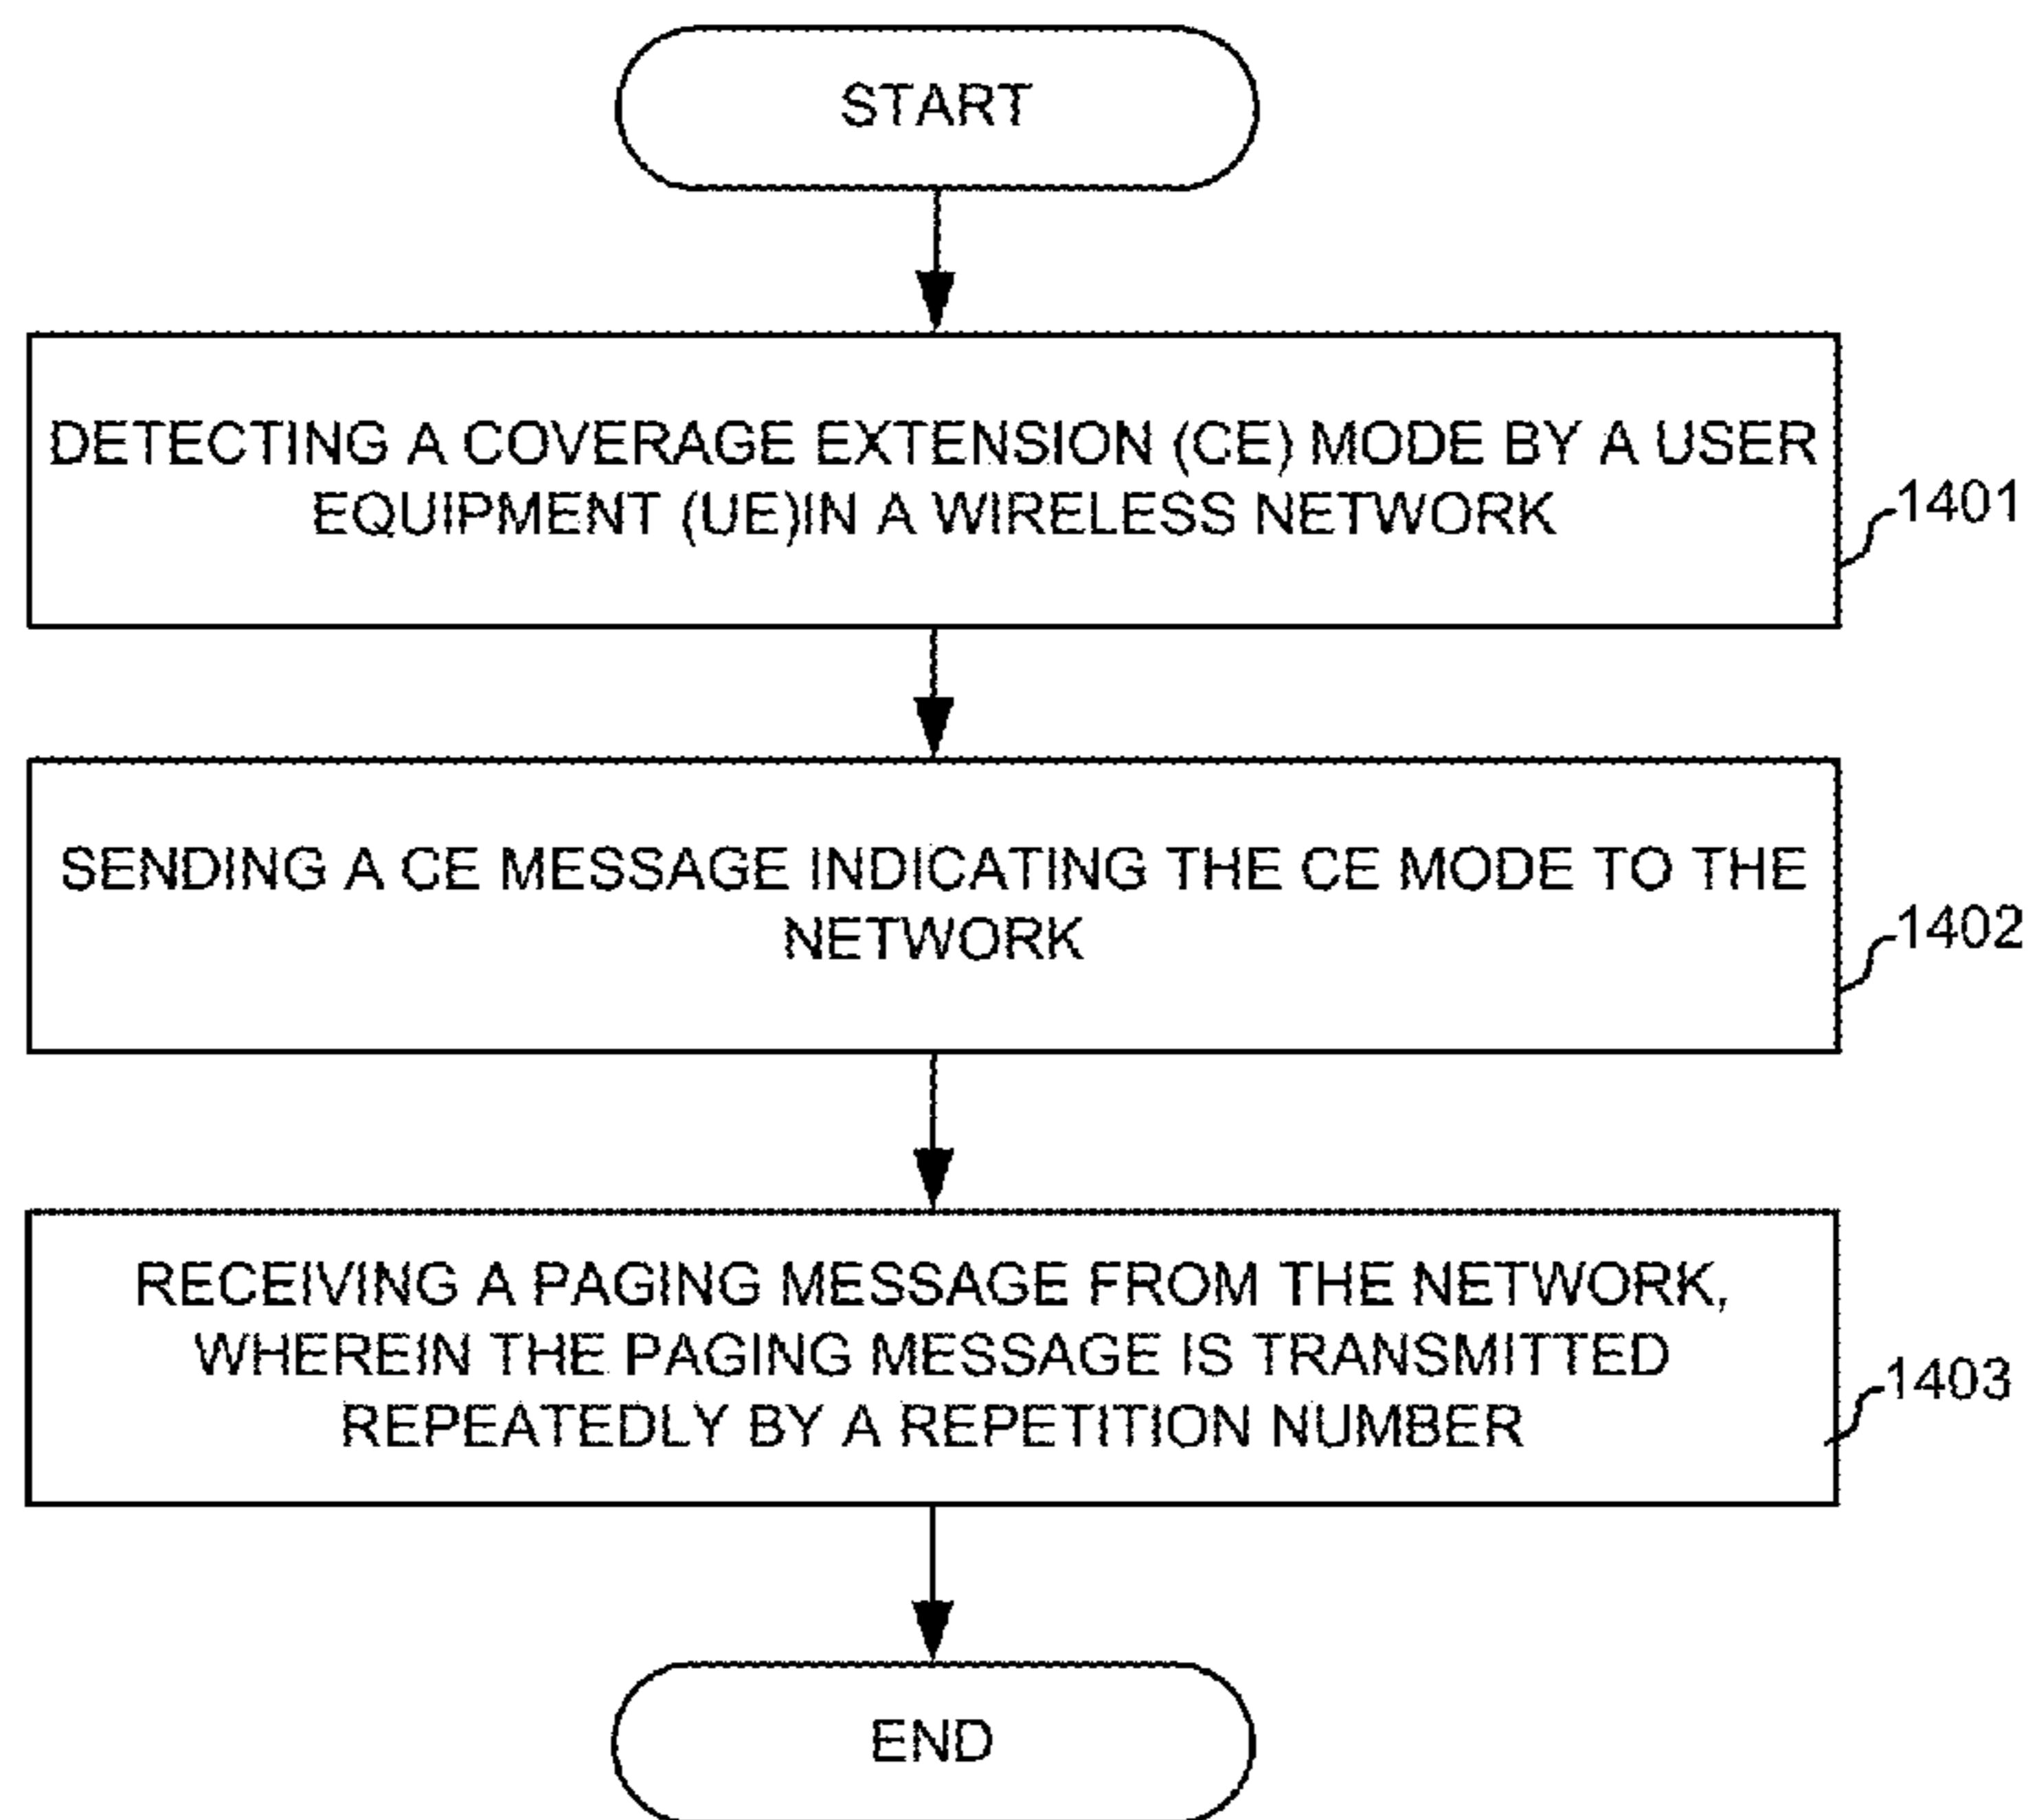 START
DETECTING A COVERAGE EXTENSION (CE) MODE BY A USER
EQUIPMENT (UE)IN A WIRELESS NETWORK
1401
SENDING A CE MESSAGE INDICATING THE CE MODE TO THE
NETWORK
1402
RECEIVING A PAGING MESSAGE FROM THE NETWORK,
WHEREIN THE PAGING MESSAGE IS TRANSMITTED
REPEATEDLY BY A REPETITION NUMBER
1403
END